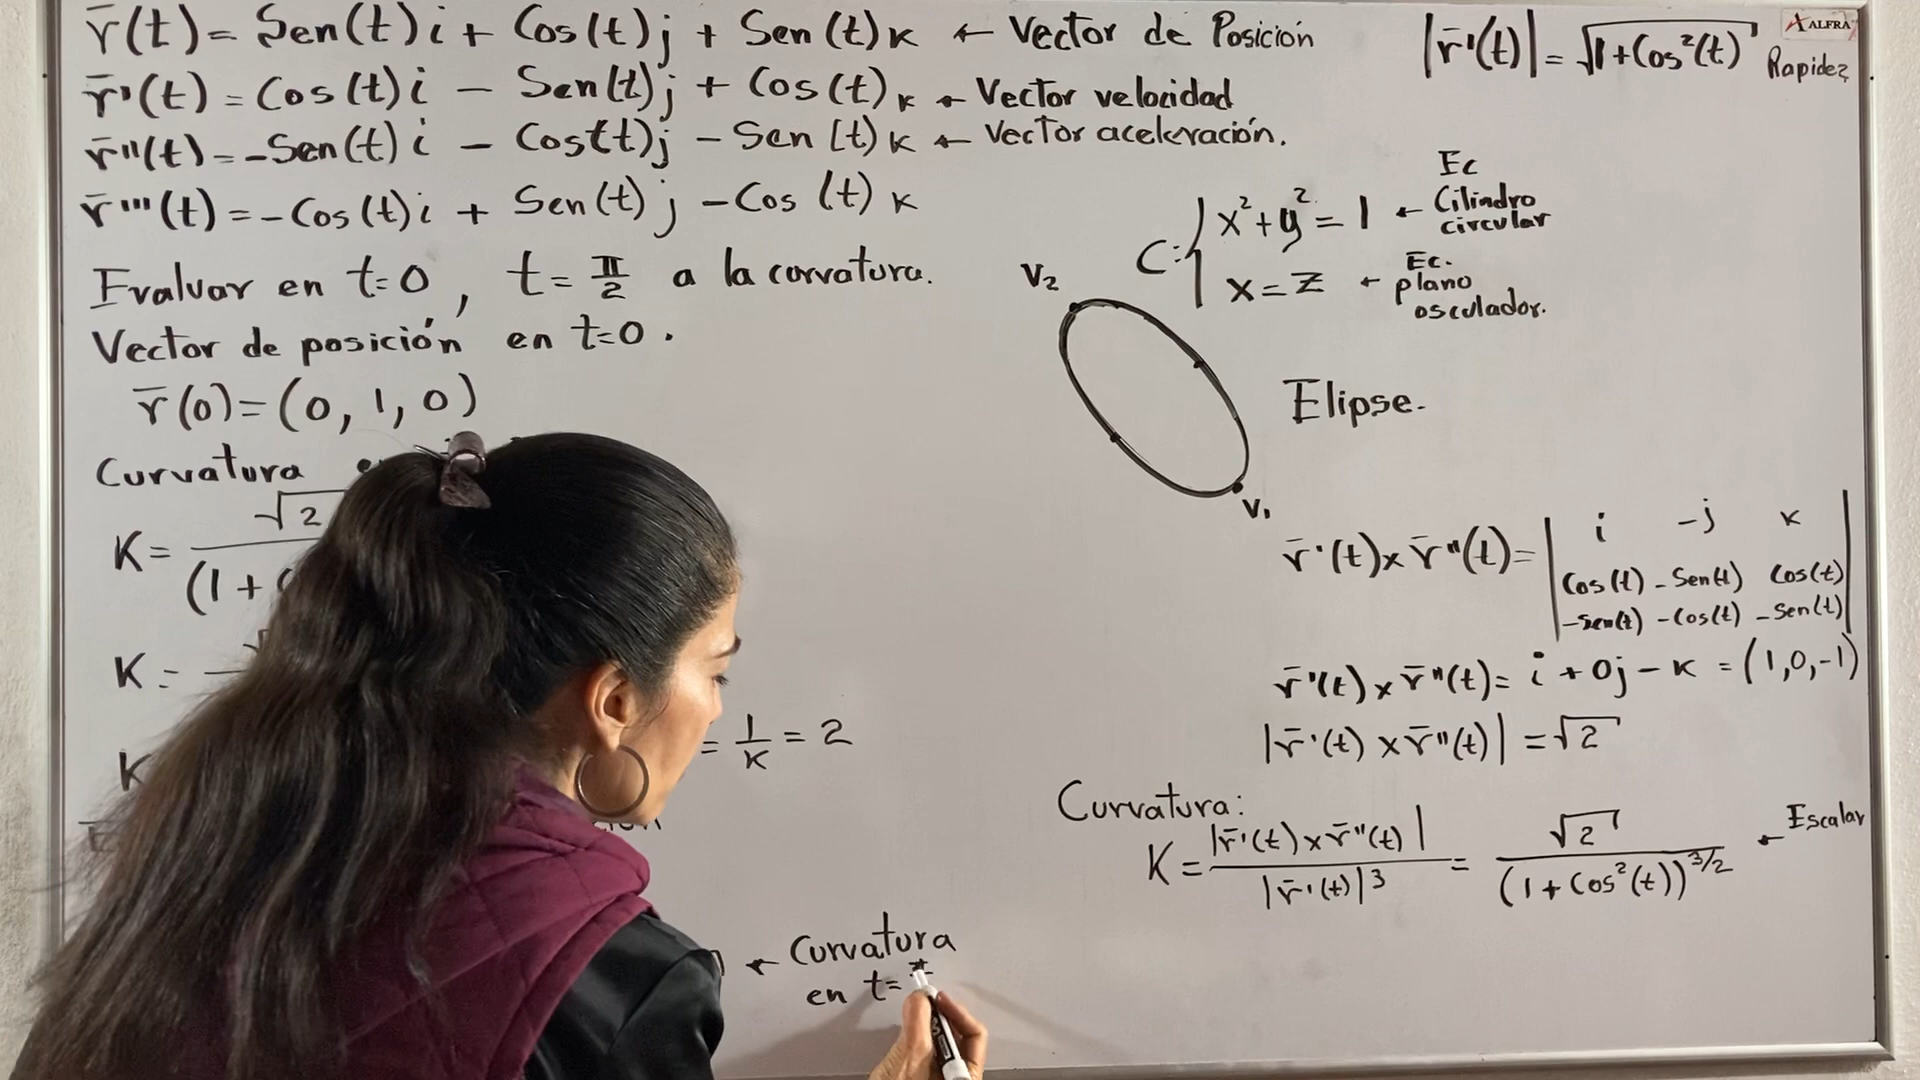 r̄(t) = Sen(t)i + Cos(t)j + Sen(t)k ← Vector de Posición
r̄'(t) = Cos(t)i - Sen(t)j + Cos(t)k ← Vector velocidad
r̄''(t) = -Sen(t)i - Cos(t)j - Sen(t)k ← Vector aceleración.
r̄'''(t) = -Cos(t)i + Sen(t)j - Cos(t)k
Evaluar en t=0, t=π/2 a la corvatura.
Vector de posición en t=0.
r̄(0) = (0, 1, 0)
Curvatura
K = √2
(1 +
K =
K
= 1/K = 2
← Curvatura
en t=
|r̄'(t)| = √1+Cos²(t)
Rapidez
ALFRA
C: { x²+y² = 1 ← Ec Cilindro circular
x = z ← Ec. plano osculador.
V₂
Elipse.
V₁
r̄'(t) x r̄''(t) = | i -j k
Cos(t) -Sen(t) Cos(t)
-Sen(t) -Cos(t) -Sen(t) |
r̄'(t) x r̄''(t) = i + 0j - k = (1,0,-1)
|r̄'(t) x r̄''(t)| = √2
Curvatura:
K = |r̄'(t) x r̄''(t)| / |r̄'(t)|³ = √2 / (1 + Cos²(t))^3/2 ← Escalar